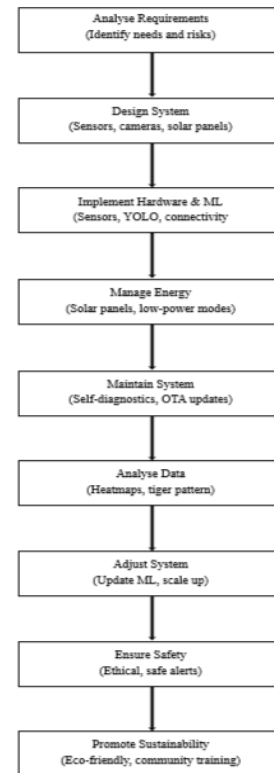 Analyse Requirements
(Identify needs and risks)
Design System
(Sensors, cameras, solar panels)
Implement Hardware & ML
(Sensors, YOLO, connectivity
Manage Energy
(Solar panels, low-power modes)
Maintain System
(Self-diagnostics, OTA updates)
Analyse Data
(Heatmaps, tiger pattern)
Adjust System
(Update ML, scale up)
Ensure Safety
(Ethical, safe alerts)
Promote Sustainability
(Eco-friendly, community training)